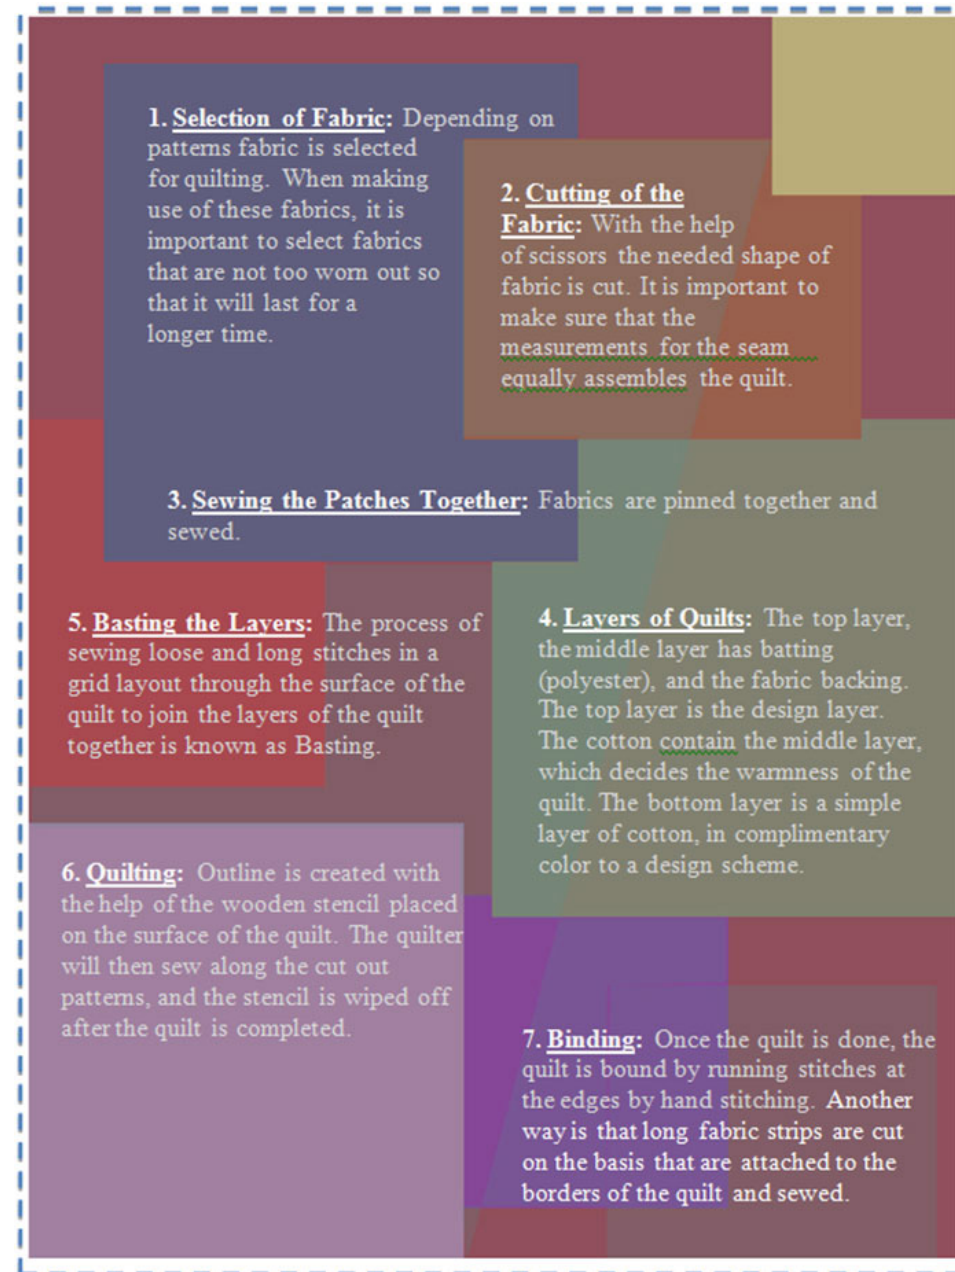 1. Selection of Fabric: Depending on
patterns fabric is selected
for quilting. When making
use of these fabrics, it is
important to select fabrics
that are not too worn out so
that it will last for a
longer time.
2. Cutting of the
Fabric: With the help
of scissors the needed shape of
fabric is cut. It is important to
make sure that the
measurements for the seam
equally assembles the quilt.
3. Sewing the Patches Together: Fabrics are pinned together and
sewed.
4. Layers of Quilts: The top layer,
the middle layer has batting
(polyester), and the fabric backing.
The top layer is the design layer.
The cotton contain the middle layer,
which decides the warmness of the
quilt. The bottom layer is a simple
layer of cotton, in complimentary
color to a design scheme.
5. Basting the Layers: The process of
sewing loose and long stitches in a
grid layout through the surface of the
quilt to join the layers of the quilt
together is known as Basting.
6. Quilting: Outline is created with
the help of the wooden stencil placed
on the surface of the quilt. The quilter
will then sew along the cut out
patterns, and the stencil is wiped off
after the quilt is completed.
7. Binding: Once the quilt is done, the
quilt is bound by running stitches at
the edges by hand stitching. Another
way is that long fabric strips are cut
on the basis that are attached to the
borders of the quilt and sewed.